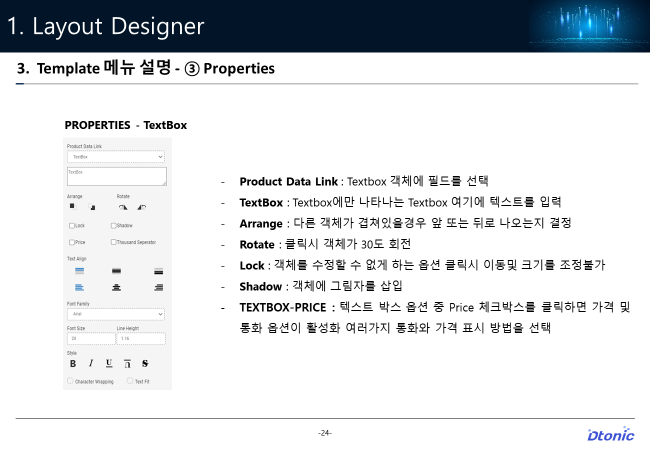 1. Layout Designer
3. Template 메뉴 설명 - ③ Properties
PROPERTIES - TextBox
Product Data Link
TextBox
TextBox
Arrange Rotate
Lock Shadow
Price Thousand Seperator
Text Align
Font Family
Arial
Font Size Line Height
20 1.16
Style
B I U S
Character Wrapping Text Fit
- Product Data Link : Textbox 객체에 필드를 선택
- TextBox : Textbox에만 나타나는 Textbox 여기에 텍스트를 입력
- Arrange : 다른 객체가 겹쳐있을경우 앞 또는 뒤로 나오는지 결정
- Rotate : 클릭시 객체가 30도 회전
- Lock : 객체를 수정할 수 없게 하는 옵션 클릭시 이동및 크기를 조정불가
- Shadow : 객체에 그림자를 삽입
- TEXTBOX-PRICE : 텍스트 박스 옵션 중 Price 체크박스를 클릭하면 가격 및
통화 옵션이 활성화 여러가지 통화와 가격 표시 방법을 선택
-24-
Dtonic